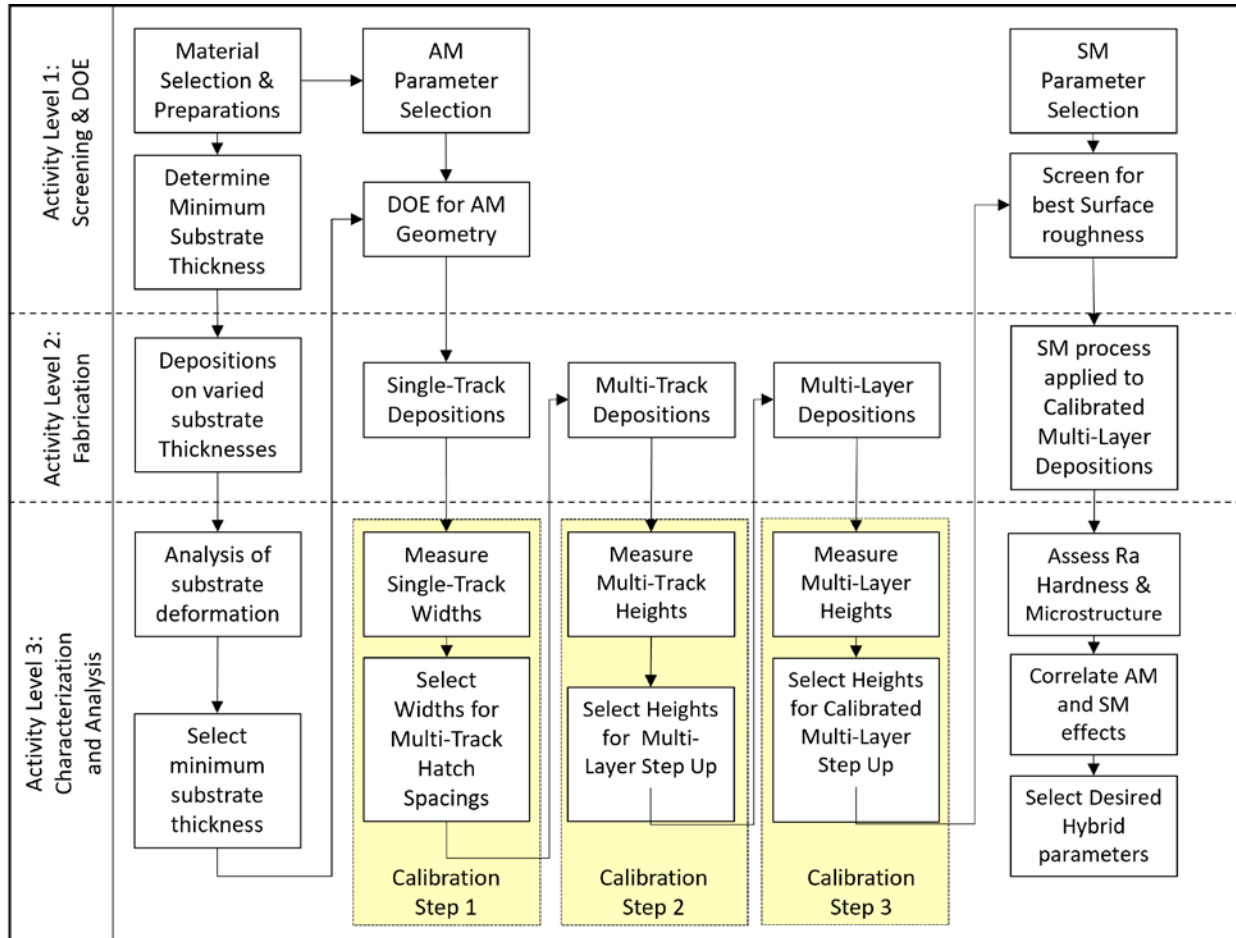 Activity Level 1:
Screening & DOE
Material
Selection &
Preparations
AM
Parameter
Selection
SM
Parameter
Selection
Determine
Minimum
Substrate
Thickness
DOE for AM
Geometry
Screen for
best Surface
roughness
Activity Level 2:
Fabrication
Depositions
on varied
substrate
Thicknesses
Single-Track
Depositions
Multi-Track
Depositions
Multi-Layer
Depositions
SM process
applied to
Calibrated
Multi-Layer
Depositions
Activity Level 3:
Characterization
and Analysis
Analysis of
substrate
deformation
Measure
Single-Track
Widths
Measure
Multi-Track
Heights
Measure
Multi-Layer
Heights
Assess Ra
Hardness &
Microstructure
Select
minimum
substrate
thickness
Select
Widths for
Multi-Track
Hatch
Spacings
Select Heights
for Multi-
Layer Step Up
Select Heights
for Calibrated
Multi-Layer
Step Up
Correlate AM
and SM
effects
Select Desired
Hybrid
parameters
Calibration
Step 1
Calibration
Step 2
Calibration
Step 3